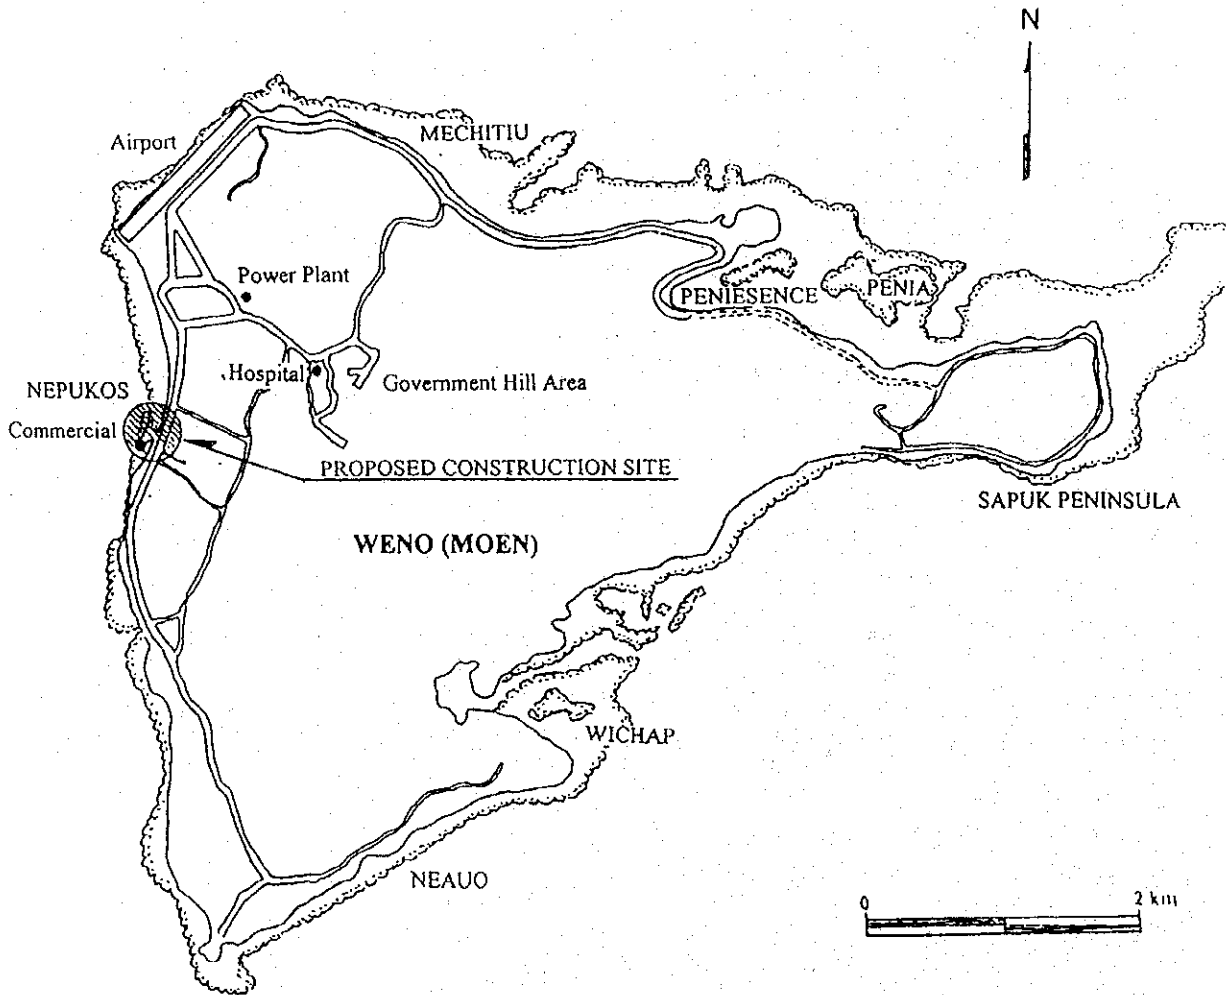 N
Airport
MECHITIU
Power Plant
PENIESENCE
PENIA
Hospital
Government Hill Area
NEPUKOS
Commercial
PROPOSED CONSTRUCTION SITE
SAPUK PENINSULA
WENO (MOEN)
WICHAP
NEAUO
0
2 km